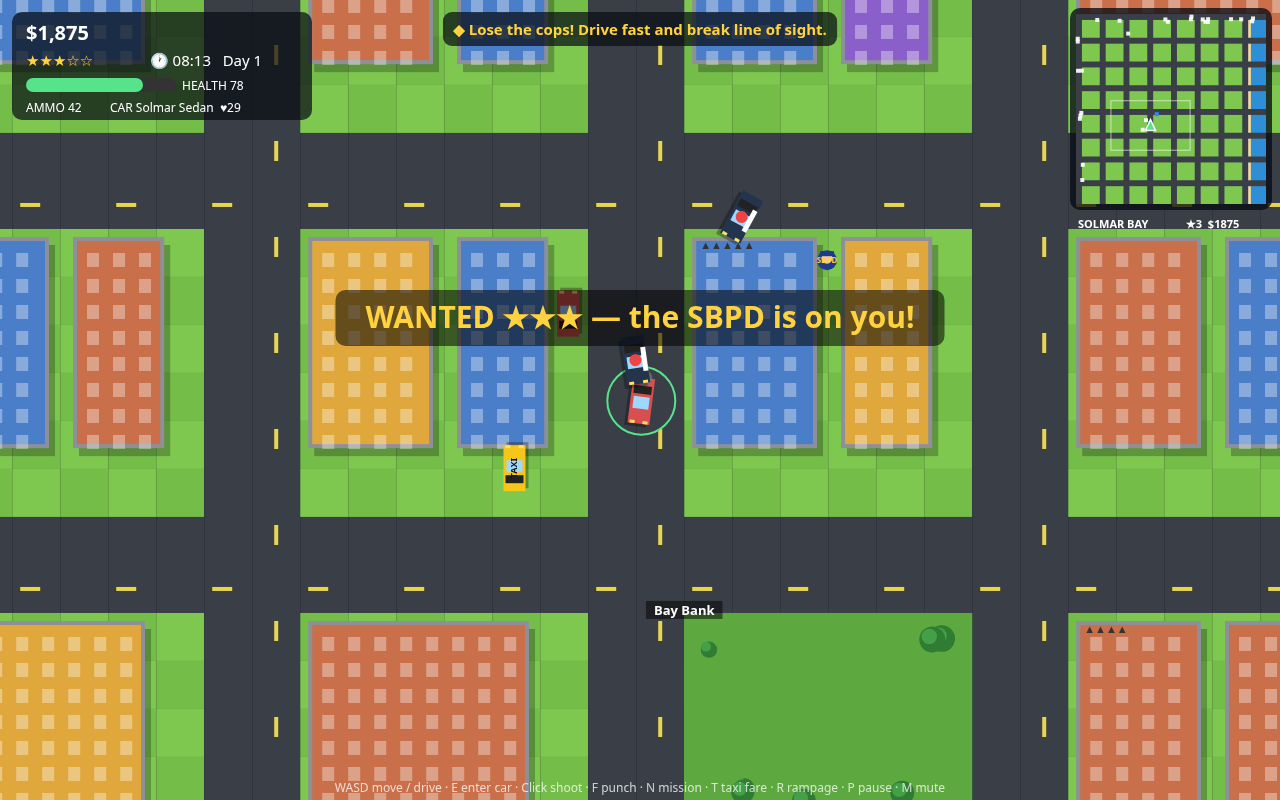 $1,875
◆ Lose the cops! Drive fast and break line of sight.
★★★☆☆ 🕐 08:13 Day 1
HEALTH 78
AMMO 42 CAR Solmar Sedan ♥29
SOLMAR BAY ★3 $1875
WANTED ★★★ — the SBPD is on you!
TAXI
Bay Bank
WASD move / drive · E enter car · Click shoot · F punch · N mission · T taxi fare · R rampage · P pause · M mute